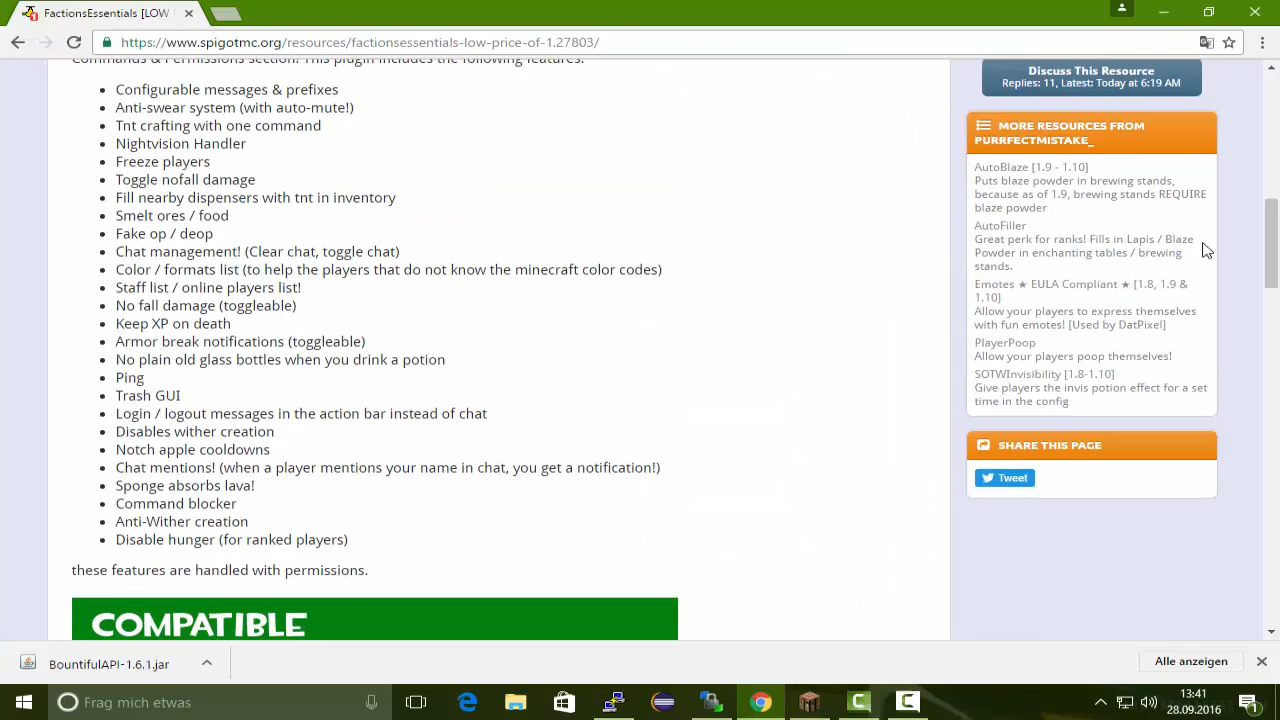 FactionsEssentials [LOW
https://www.spigotmc.org/resources/factionsessentials-low-price-of-1.27803/
Commands & Permissions section! This plugin includes the following features:
Configurable messages & prefixes
Anti-swear system (with auto-mute!)
Tnt crafting with one command
Nightvision Handler
Freeze players
Toggle nofall damage
Fill nearby dispensers with tnt in inventory
Smelt ores / food
Fake op / deop
Chat management! (Clear chat, toggle chat)
Color / formats list (to help the players that do not know the minecraft color codes)
Staff list / online players list!
No fall damage (toggleable)
Keep XP on death
Armor break notifications (toggleable)
No plain old glass bottles when you drink a potion
Ping
Trash GUI
Login / logout messages in the action bar instead of chat
Disables wither creation
Notch apple cooldowns
Chat mentions! (when a player mentions your name in chat, you get a notification!)
Sponge absorbs lava!
Command blocker
Anti-Wither creation
Disable hunger (for ranked players)
these features are handled with permissions.
COMPATIBLE
Discuss This Resource
Replies: 11, Latest: Today at 6:19 AM
MORE RESOURCES FROM
PURRFECTMISTAKE_
AutoBlaze [1.9 - 1.10]
Puts blaze powder in brewing stands,
because as of 1.9, brewing stands REQUIRE
blaze powder
AutoFiller
Great perk for ranks! Fills in Lapis / Blaze
Powder in enchanting tables / brewing
stands.
Emotes ★ EULA Compliant ★ [1.8, 1.9 &
1.10]
Allow your players to express themselves
with fun emotes! [Used by DatPixel]
PlayerPoop
Allow your players poop themselves!
SOTWInvisibility [1.8-1.10]
Give players the invis potion effect for a set
time in the config
SHARE THIS PAGE
Tweet
BountifulAPI-1.6.1.jar
Alle anzeigen
Frag mich etwas
13:41
28.09.2016
1